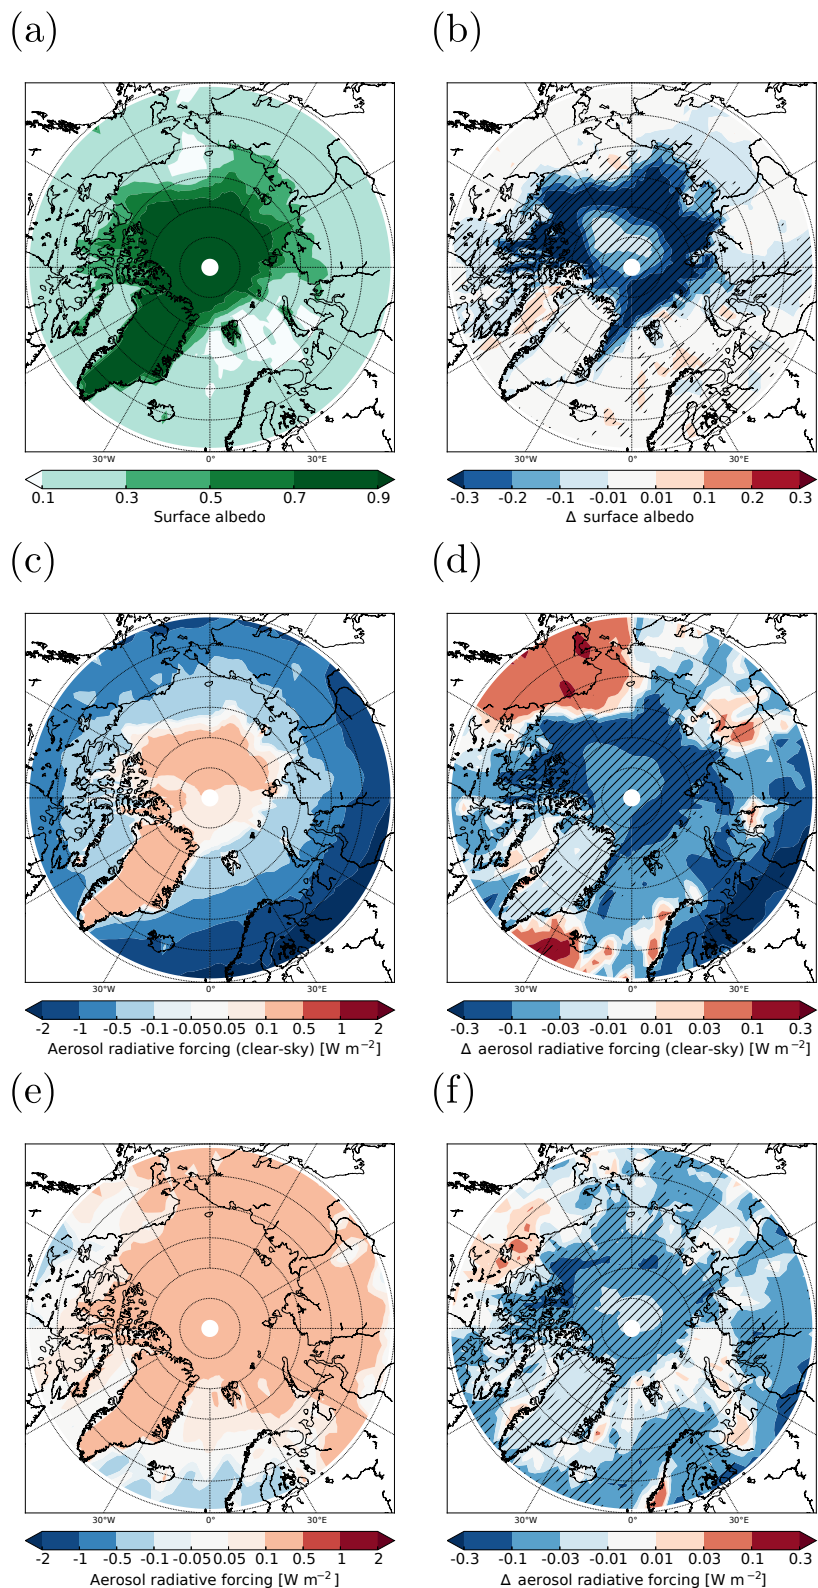 (a) (b)
30°W 0° 30°E 30°W 0° 30°E
0.1 0.3 0.5 0.7 0.9 -0.3 -0.2 -0.1 -0.01 0.01 0.1 0.2 0.3
Surface albedo Δ surface albedo
(c) (d)
30°W 0° 30°E 30°W 0° 30°E
-2 -1 -0.5 -0.1 -0.05 0.05 0.1 0.5 1 2 -0.3 -0.1 -0.03 -0.01 0.01 0.03 0.1 0.3
Aerosol radiative forcing (clear-sky) [W m⁻²] Δ aerosol radiative forcing (clear-sky) [W m⁻²]
(e) (f)
30°W 0° 30°E 30°W 0° 30°E
-2 -1 -0.5 -0.1 -0.05 0.05 0.1 0.5 1 2 -0.3 -0.1 -0.03 -0.01 0.01 0.03 0.1 0.3
Aerosol radiative forcing [W m⁻²] Δ aerosol radiative forcing [W m⁻²]